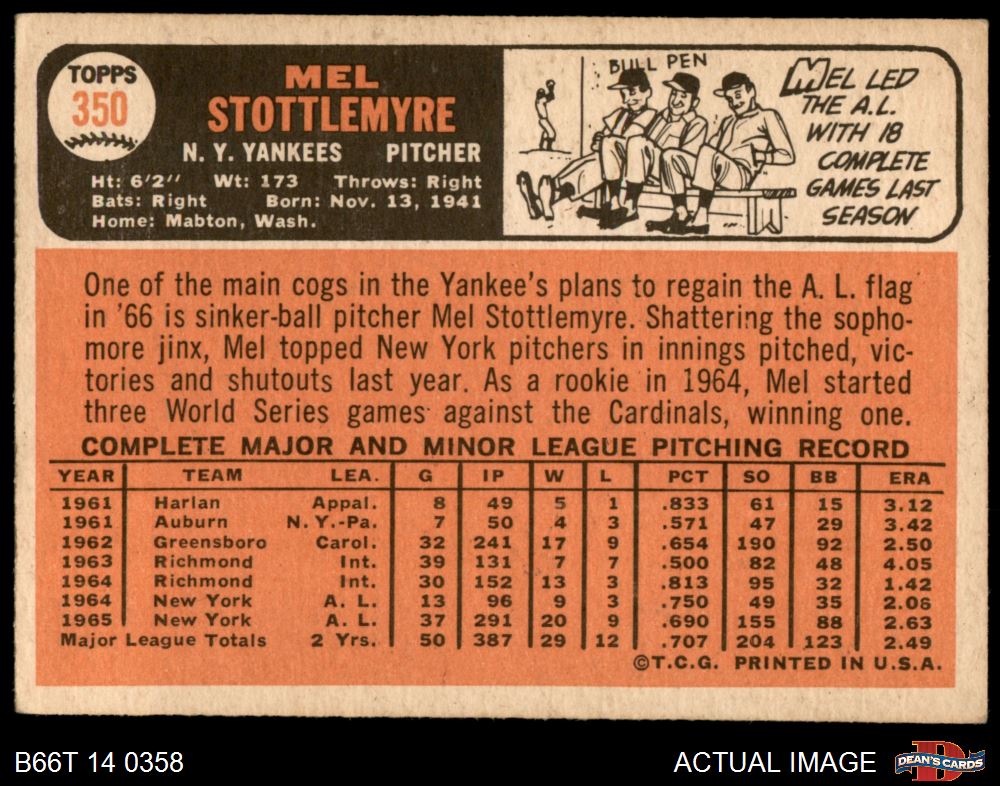 TOPPS
350
MEL
STOTTLEMYRE
N. Y. YANKEES PITCHER
Ht: 6'2" Wt: 173 Throws: Right
Bats: Right Born: Nov. 13, 1941
Home: Mabton, Wash.
BULL PEN
MEL LED
THE A.L.
WITH 18
COMPLETE
GAMES LAST
SEASON
One of the main cogs in the Yankee's plans to regain the A. L. flag
in '66 is sinker-ball pitcher Mel Stottlemyre. Shattering the sopho-
more jinx, Mel topped New York pitchers in innings pitched, vic-
tories and shutouts last year. As a rookie in 1964, Mel started
three World Series games against the Cardinals, winning one.
COMPLETE MAJOR AND MINOR LEAGUE PITCHING RECORD
YEAR TEAM LEA. G IP W L PCT SO BB ERA
1961 Harlan Appal. 8 49 5 1 .833 61 15 3.12
1961 Auburn N.Y.-Pa. 7 50 4 3 .571 47 29 3.42
1962 Greensboro Carol. 32 241 17 9 .654 190 92 2.50
1963 Richmond Int. 39 131 7 7 .500 82 48 4.05
1964 Richmond Int. 30 152 13 3 .813 95 32 1.42
1964 New York A. L. 13 96 9 3 .750 49 35 2.06
1965 New York A. L. 37 291 20 9 .690 155 88 2.63
Major League Totals 2 Yrs. 50 387 29 12 .707 204 123 2.49
©T.C.G. PRINTED IN U.S.A.
B66T 14 0358
ACTUAL IMAGE
D
DEAN'S CARDS